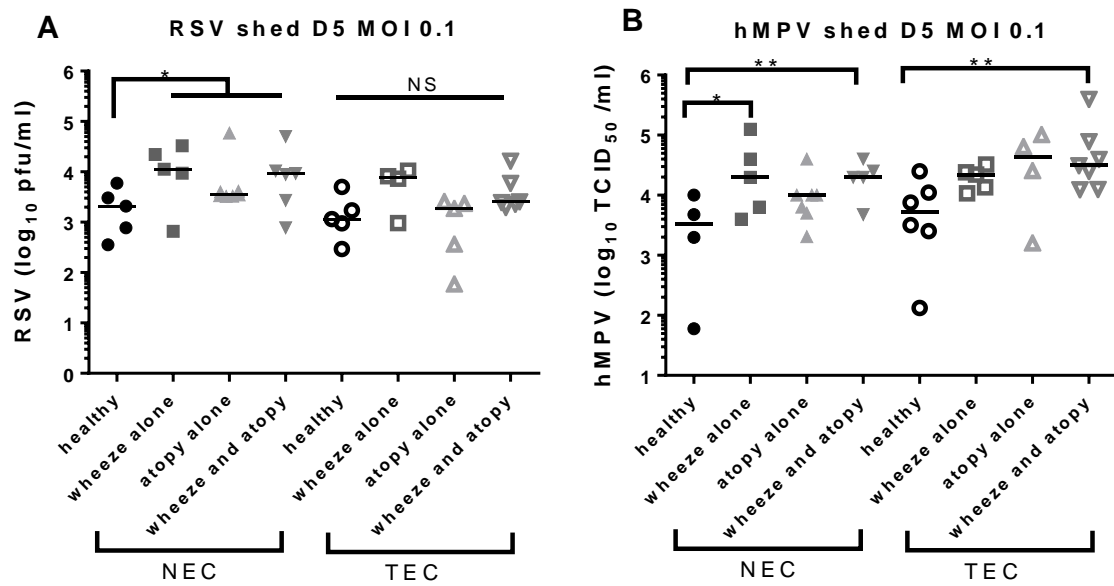 A
RSV shed D5 MOI 0.1
RSV (log10 pfu/ml)
6
5
4
3
2
1
0
*
NS
healthy
wheeze alone
atopy alone
wheeze and atopy
healthy
wheeze alone
atopy alone
wheeze and atopy
NEC
TEC
B
hMPV shed D5 MOI 0.1
hMPV (log10 TCID50/ml)
6
5
4
3
2
1
**
*
**
healthy
wheeze alone
atopy alone
wheeze and atopy
healthy
wheeze alone
atopy alone
wheeze and atopy
NEC
TEC